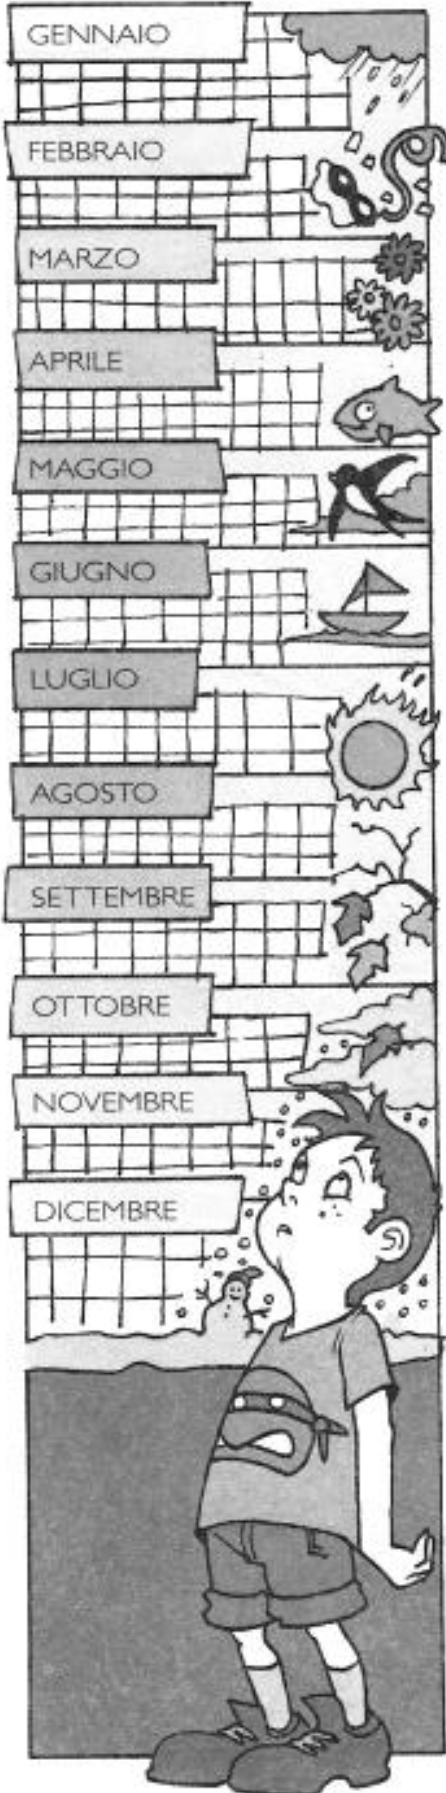 GENNAIO
FEBBRAIO
MARZO
APRILE
MAGGIO
GIUGNO
LUGLIO
AGOSTO
SETTEMBRE
OTTOBRE
NOVEMBRE
DICEMBRE